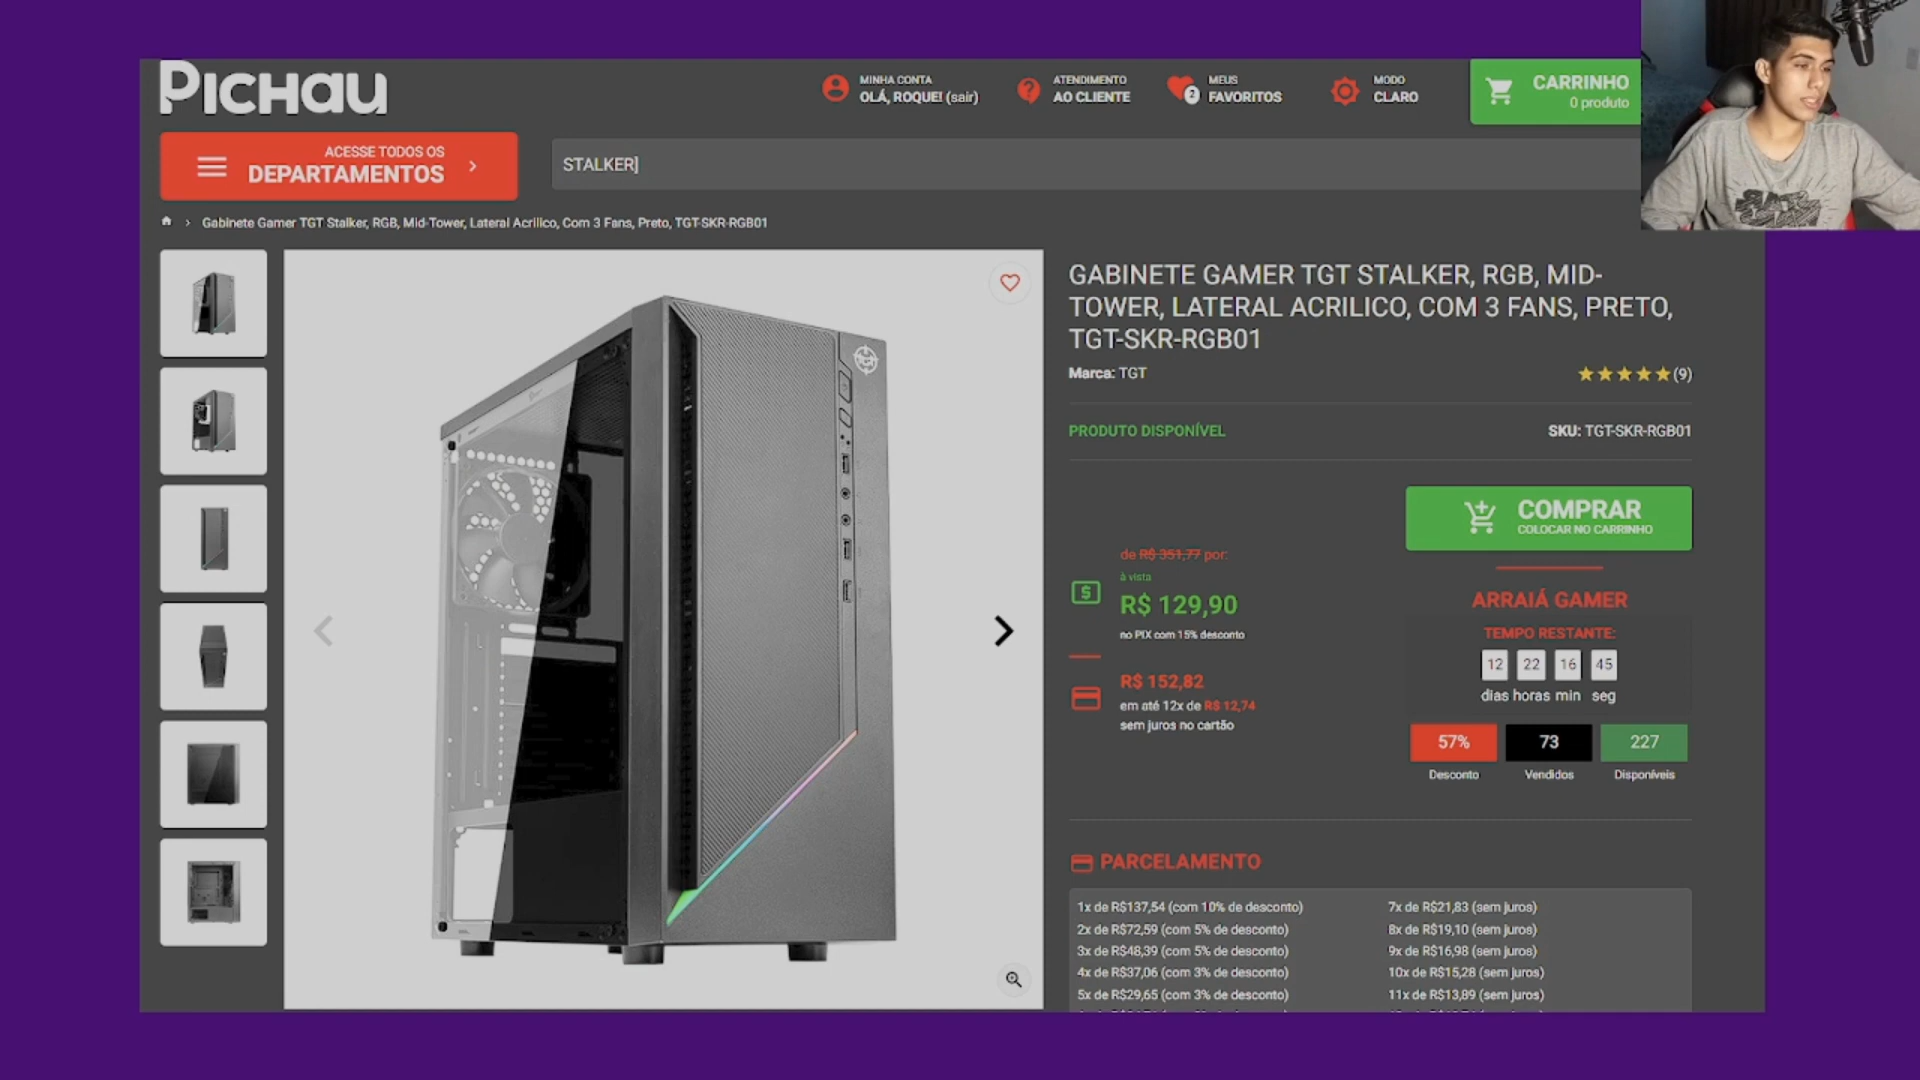 PICHAU
MINHA CONTA
OLÁ, ROQUE! (sair)
ATENDIMENTO
AO CLIENTE
2
MEUS
FAVORITOS
MODO
CLARO
CARRINHO
0 produto
ACESSE TODOS OS
DEPARTAMENTOS
STALKER]
Gabinete Gamer TGT Stalker, RGB, Mid-Tower, Lateral Acrilico, Com 3 Fans, Preto, TGT-SKR-RGB01
GABINETE GAMER TGT STALKER, RGB, MID-
TOWER, LATERAL ACRILICO, COM 3 FANS, PRETO,
TGT-SKR-RGB01
Marca: TGT
(9)
PRODUTO DISPONÍVEL
SKU: TGT-SKR-RGB01
COMPRAR
COLOCAR NO CARRINHO
de R$ 351,77 por:
à vista
R$ 129,90
no PIX com 15% desconto
R$ 152,82
em até 12x de R$ 12,74
sem juros no cartão
ARRAIÁ GAMER
TEMPO RESTANTE:
12 22 16 45
dias horas min seg
57% 73 227
Desconto Vendidos Disponíveis
PARCELAMENTO
1x de R$137,54 (com 10% de desconto)
2x de R$72,59 (com 5% de desconto)
3x de R$48,39 (com 5% de desconto)
4x de R$37,06 (com 3% de desconto)
5x de R$29,65 (com 3% de desconto)
7x de R$21,83 (sem juros)
8x de R$19,10 (sem juros)
9x de R$16,98 (sem juros)
10x de R$15,28 (sem juros)
11x de R$13,89 (sem juros)